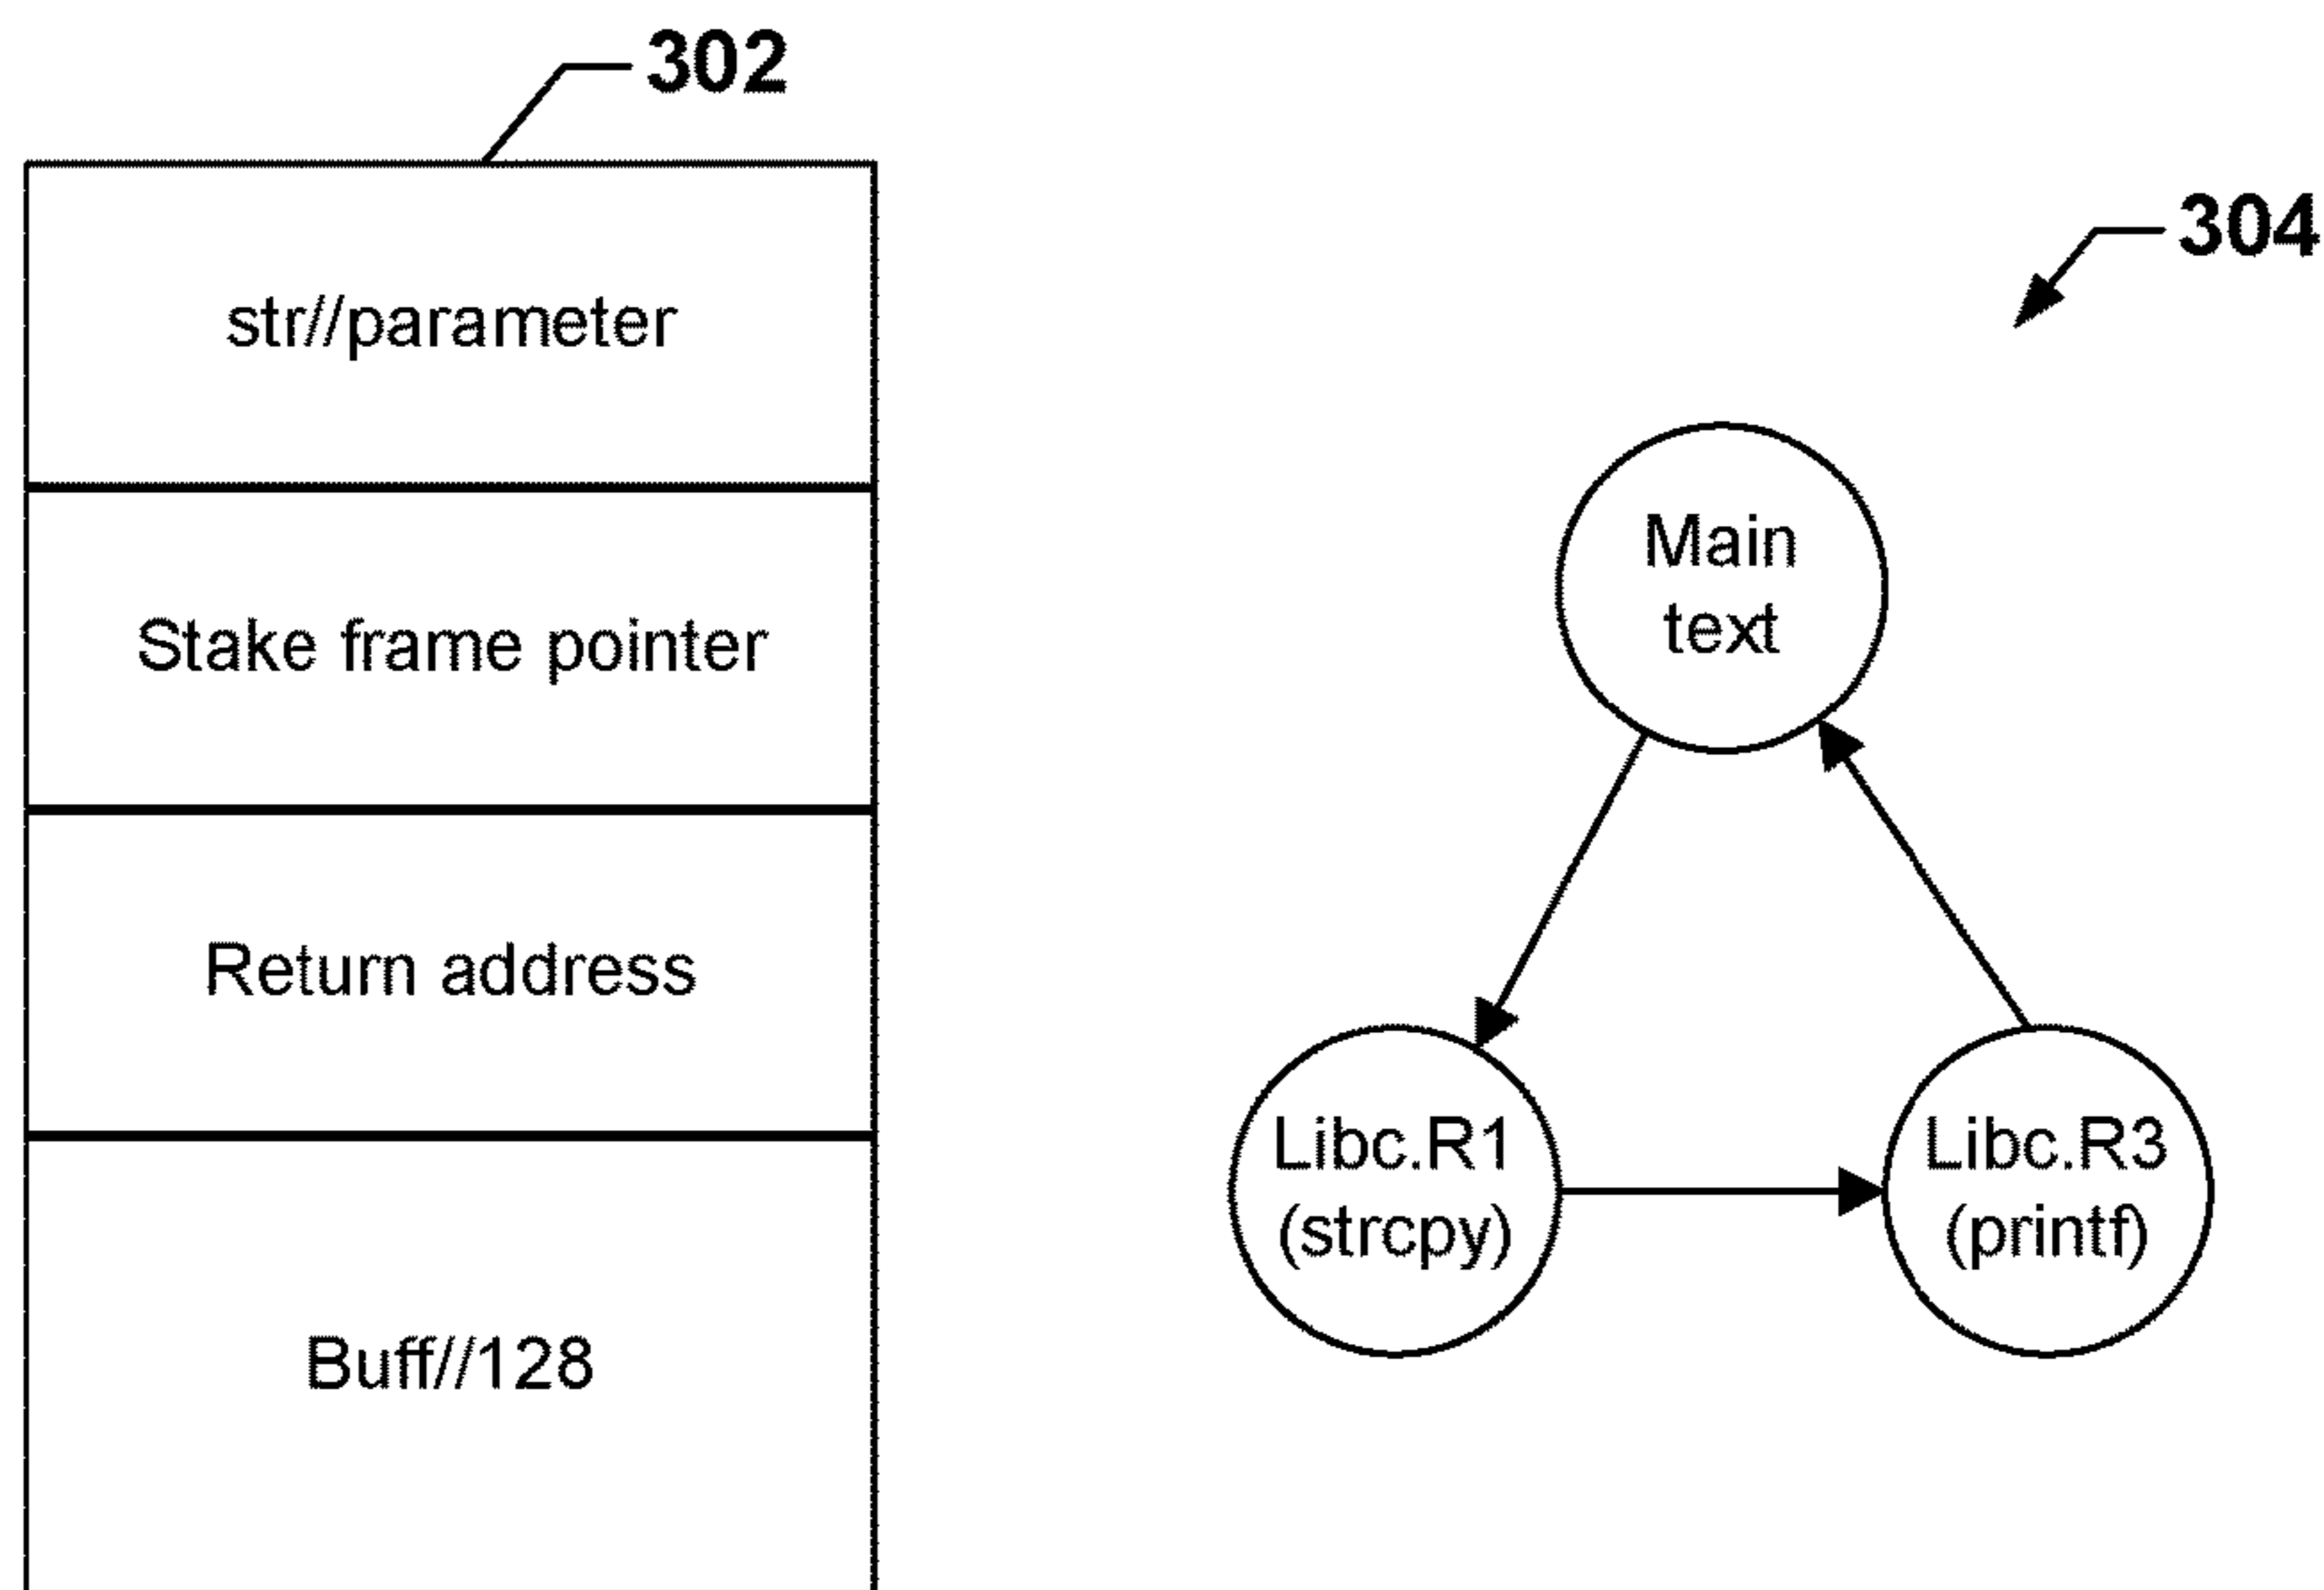 302
str//parameter
Stake frame pointer
Return address
Buff//128
304
Main
text
Libc.R1
(strcpy)
Libc.R3
(printf)